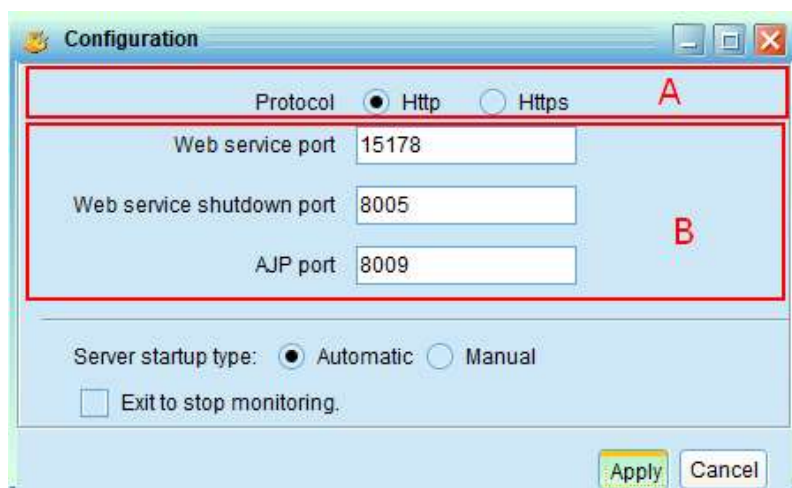 Configuration
Protocol Http Https A
Web service port 15178
Web service shutdown port 8005
B
AJP port 8009
Server startup type: Automatic Manual
Exit to stop monitoring.
Apply Cancel